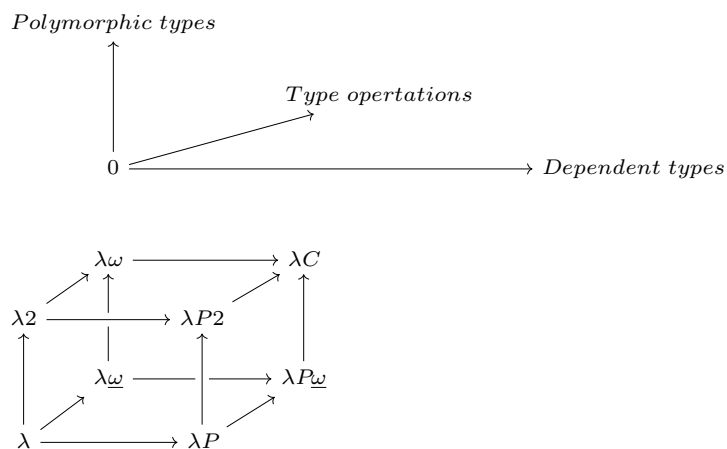 Polymorphic types
Type opertations
0
Dependent types
λω
λC
λ2
λP2
λω̲
λPω̲
λ
λP